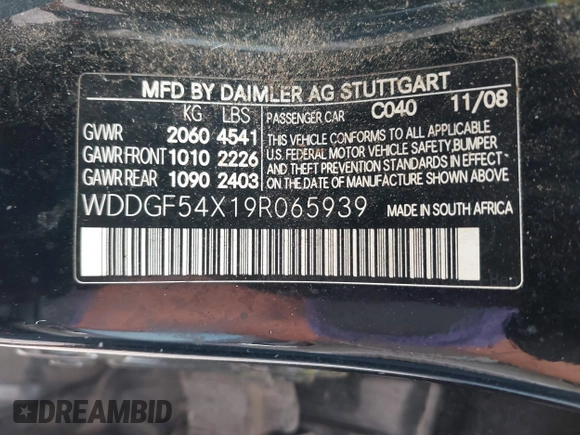 MFD BY DAIMLER AG STUTTGART
KG LBS PASSENGER CAR C040 11/08
GVWR 2060 4541 THIS VEHICLE CONFORMS TO ALL APPLICABLE
GAWR FRONT 1010 2226 U.S. FEDERAL MOTOR VEHICLE SAFETY,BUMPER
AND THEFT PREVENTION STANDARDS IN EFFECT
GAWR REAR 1090 2403 ON THE DATE OF MANUFACTURE SHOWN ABOVE
WDDGF54X19R065939 MADE IN SOUTH AFRICA
DREAMBID